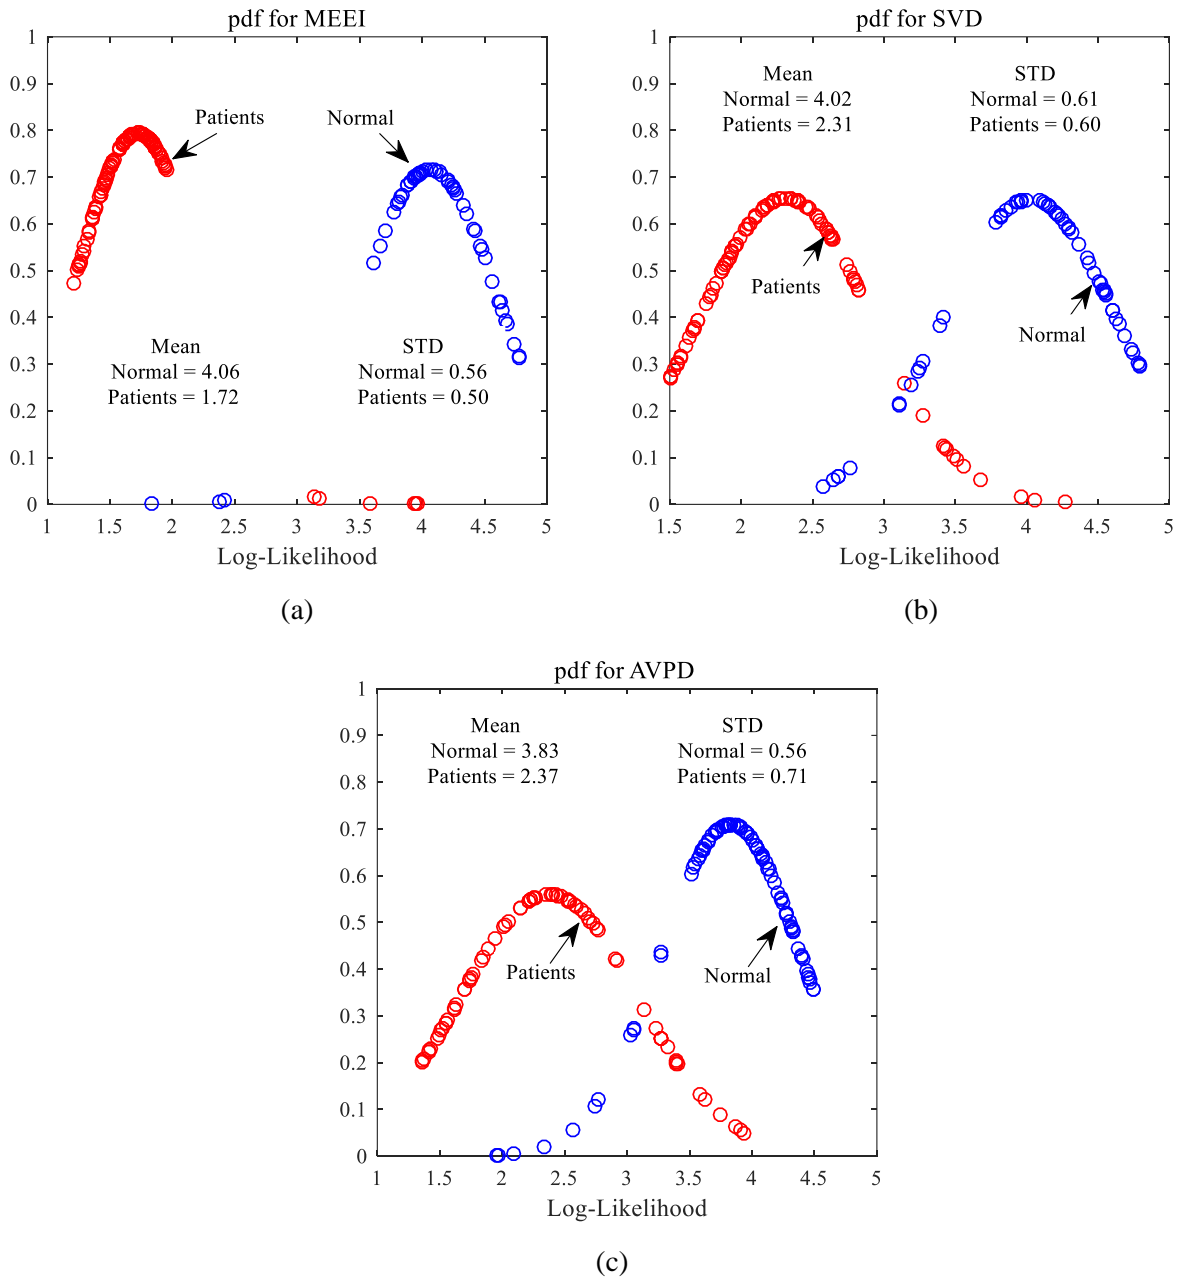 pdf for MEEI
1
0.9
0.8
0.7
0.6
0.5
0.4
0.3
0.2
0.1
0
Patients
Normal
Mean
Normal = 4.06
Patients = 1.72
STD
Normal = 0.56
Patients = 0.50
1 1.5 2 2.5 3 3.5 4 4.5 5
Log-Likelihood
(a)
pdf for SVD
1
0.9
0.8
0.7
0.6
0.5
0.4
0.3
0.2
0.1
0
Mean
Normal = 4.02
Patients = 2.31
STD
Normal = 0.61
Patients = 0.60
Patients
Normal
1.5 2 2.5 3 3.5 4 4.5 5
Log-Likelihood
(b)
pdf for AVPD
1
0.9
0.8
0.7
0.6
0.5
0.4
0.3
0.2
0.1
0
Mean
Normal = 3.83
Patients = 2.37
STD
Normal = 0.56
Patients = 0.71
Patients
Normal
1 1.5 2 2.5 3 3.5 4 4.5 5
Log-Likelihood
(c)